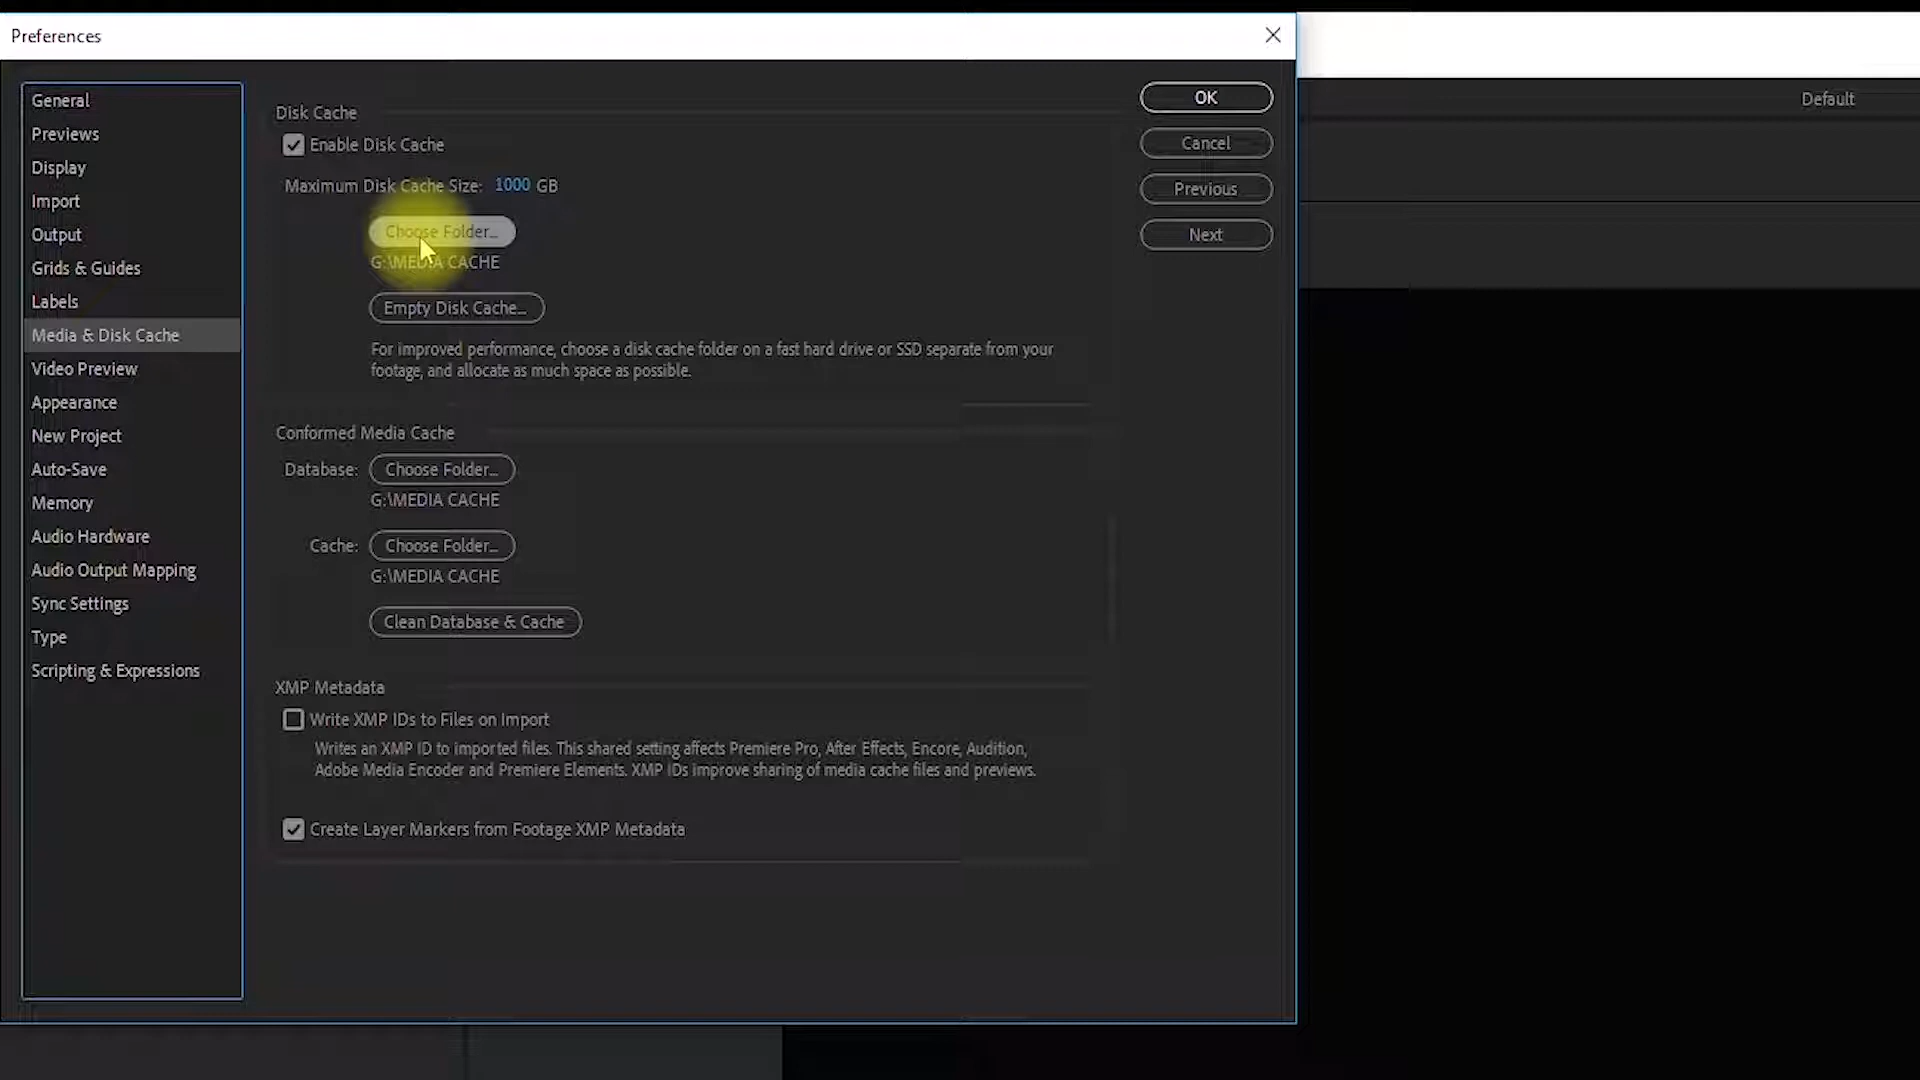 Preferences
General
Previews
Display
Import
Output
Grids & Guides
Labels
Media & Disk Cache
Video Preview
Appearance
New Project
Auto-Save
Memory
Audio Hardware
Audio Output Mapping
Sync Settings
Type
Scripting & Expressions
Disk Cache
Enable Disk Cache
Maximum Disk Cache Size: 1000 GB
Choose Folder...
G:\MEDIA CACHE
Empty Disk Cache...
For improved performance, choose a disk cache folder on a fast hard drive or SSD separate from your
footage, and allocate as much space as possible.
Conformed Media Cache
Database: Choose Folder...
G:\MEDIA CACHE
Cache: Choose Folder...
G:\MEDIA CACHE
Clean Database & Cache
XMP Metadata
Write XMP IDs to Files on Import
Writes an XMP ID to imported files. This shared setting affects Premiere Pro, After Effects, Encore, Audition,
Adobe Media Encoder and Premiere Elements. XMP IDs improve sharing of media cache files and previews.
Create Layer Markers from Footage XMP Metadata
OK
Cancel
Previous
Next
Default